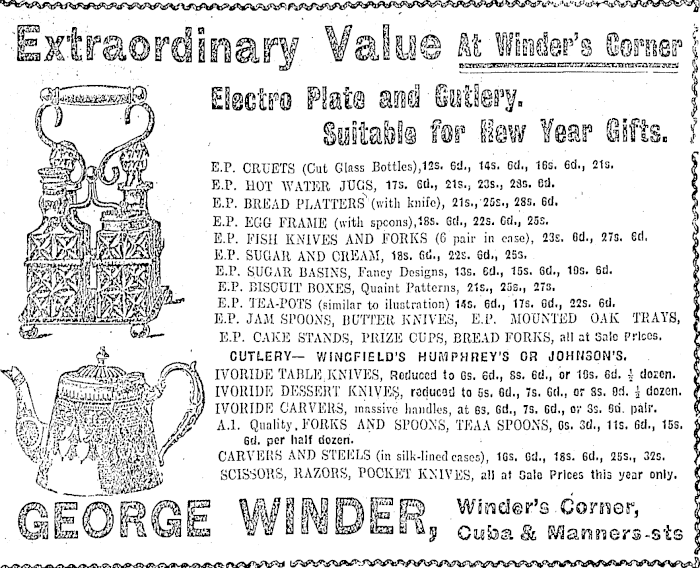 Extraordinary Value At Winder's Corner
Electro Plate and Cutlery.
Suitable for New Year Gifts.
E.P. CRUETS (Cut Glass Bottles), 12s. 6d., 14s. 6d., 16s. 6d., 21s.
E.P. HOT WATER JUGS, 17s. 6d., 21s., 23s., 28s. 6d.
E.P. BREAD PLATTERS (with knife), 21s., 25s., 28s. 6d.
E.P. EGG FRAME (with spoons), 18s. 6d., 22s. 6d., 25s.
E.P. FISH KNIVES AND FORKS (6 pair in case), 23s. 6d., 27s. 6d.
E.P. SUGAR AND CREAM, 18s. 6d., 22s. 6d., 25s.
E.P. SUGAR BASINS, Fancy Designs, 13s. 6d., 15s. 6d., 19s. 6d.
E.P. BISCUIT BOXES, Quaint Patterns, 21s., 25s., 27s.
E.P. TEA-POTS (similar to illustration) 14s. 6d., 17s. 6d., 22s. 6d.
E.P. JAM SPOONS, BUTTER KNIVES, E.P. MOUNTED OAK TRAYS,
E.P. CAKE STANDS, PRIZE CUPS, BREAD FORKS, all at Sale Prices.
CUTLERY— WINGFIELD'S HUMPHREY'S OR JOHNSON'S.
IVORIDE TABLE KNIVES, Reduced to 6s. 6d., 8s. 6d., or 10s. 6d. ½ dozen.
IVORIDE DESSERT KNIVES, reduced to 5s. 6d., 7s. 6d., or 8s. 9d. ½ dozen.
IVORIDE CARVERS, massive handles, at 6s. 6d., 7s. 6d., or 8s. 9d. pair.
A.1. Quality, FORKS AND SPOONS, TEAA SPOONS, 6s. 3d., 11s. 6d., 15s.
6d. per half dozen.
CARVERS AND STEELS (in silk-lined cases), 16s. 6d., 18s. 6d., 25s., 32s.
SCISSORS, RAZORS, POCKET KNIVES, all at Sale Prices this year only.
GEORGE WINDER, Winder's Corner,
Cuba & Manners-sts